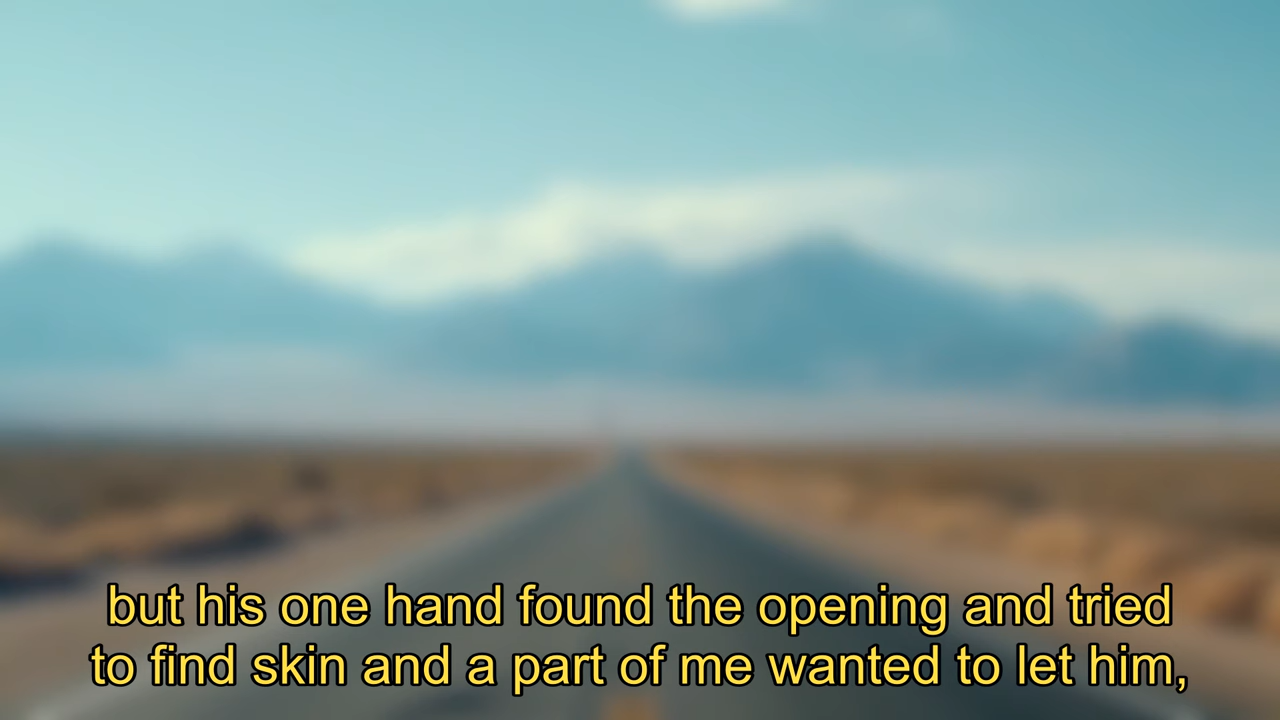 but his one hand found the opening and tried
to find skin and a part of me wanted to let him,